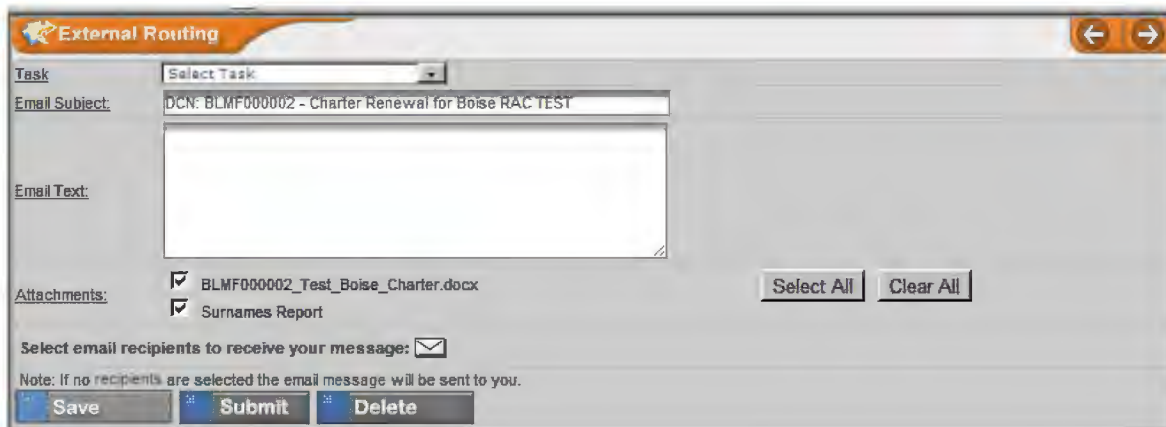 External Routing
Task Select Task
Email Subject: DCN: BLMF000002 - Charter Renewal for Boise RAC TEST
Email Text:
Attachments: BLMF000002_Test_Boise_Charter.docx Select All Clear All
Surnames Report
Select email recipients to receive your message:
Note: If no recipients are selected the email message will be sent to you.
Save Submit Delete